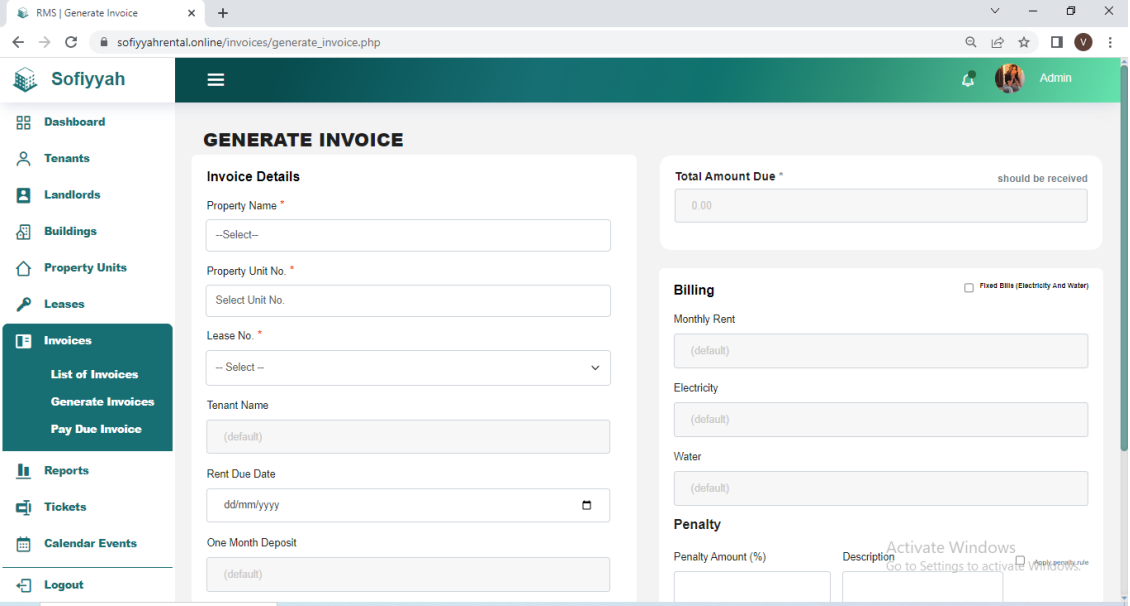 RMS | Generate Invoice
sofiyyahrental.online/invoices/generate_invoice.php
V
Sofiyyah
Admin
Dashboard
Tenants
Landlords
Buildings
Property Units
Leases
Invoices
List of Invoices
Generate Invoices
Pay Due Invoice
Reports
Tickets
Calendar Events
Logout
GENERATE INVOICE
Invoice Details
Property Name *
--Select--
Property Unit No. *
Select Unit No.
Lease No. *
-- Select --
Tenant Name
(default)
Rent Due Date
dd/mm/yyyy
One Month Deposit
(default)
Total Amount Due *
should be received
0.00
Billing
Fixed Bills (Electricity And Water)
Monthly Rent
(default)
Electricity
(default)
Water
(default)
Penalty
Penalty Amount (%)
Description
Apply penalty rule
Activate Windows
Go to Settings to activate Windows.